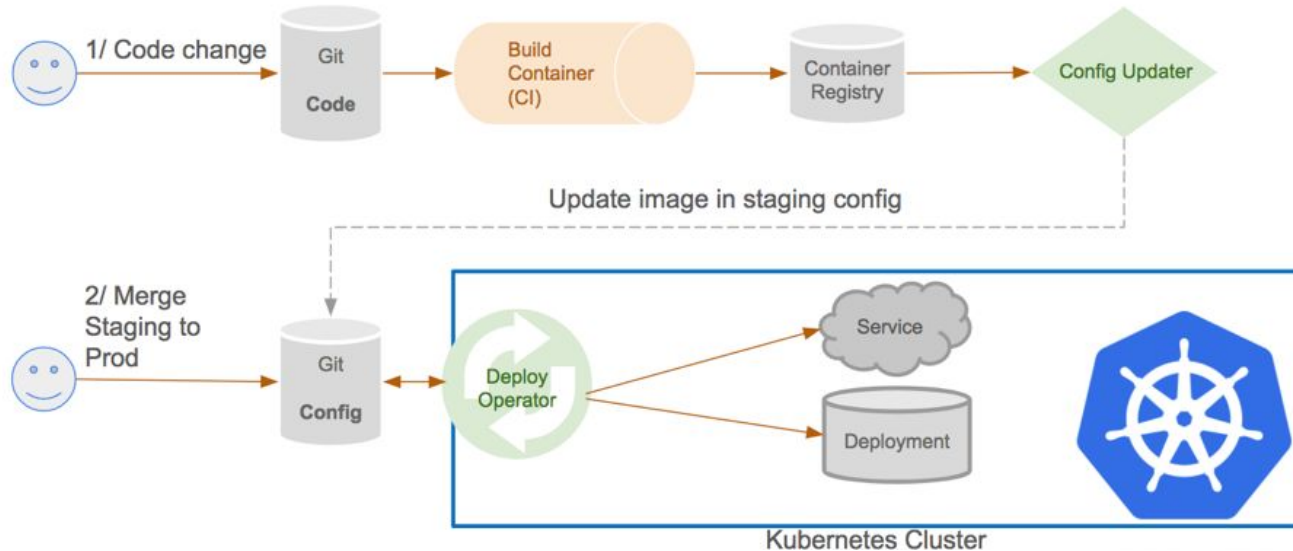 1/ Code change
Git
Code
Build
Container
(CI)
Container
Registry
Config Updater
Update image in staging config
2/ Merge
Staging to
Prod
Git
Config
Deploy
Operator
Service
Deployment
Kubernetes Cluster